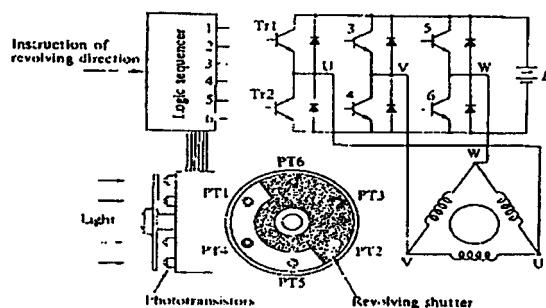 Instruction of
revolving direction
Logic sequencer
1
2
3
4
5
6
Tr1
Tr2
3
4
5
6
U
V
W
E
W
V
U
Light
PT6
PT1
PT3
PT4
PT2
PT5
Phototransistors
Revolving shutter